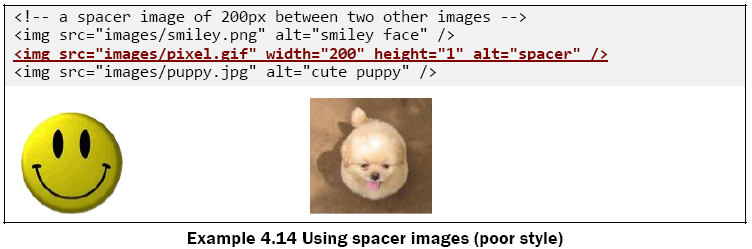 <!-- a spacer image of 200px between two other images -->
<img src="images/smiley.png" alt="smiley face" />
<img src="images/pixel.gif" width="200" height="1" alt="spacer" />
<img src="images/puppy.jpg" alt="cute puppy" />
Example 4.14 Using spacer images (poor style)